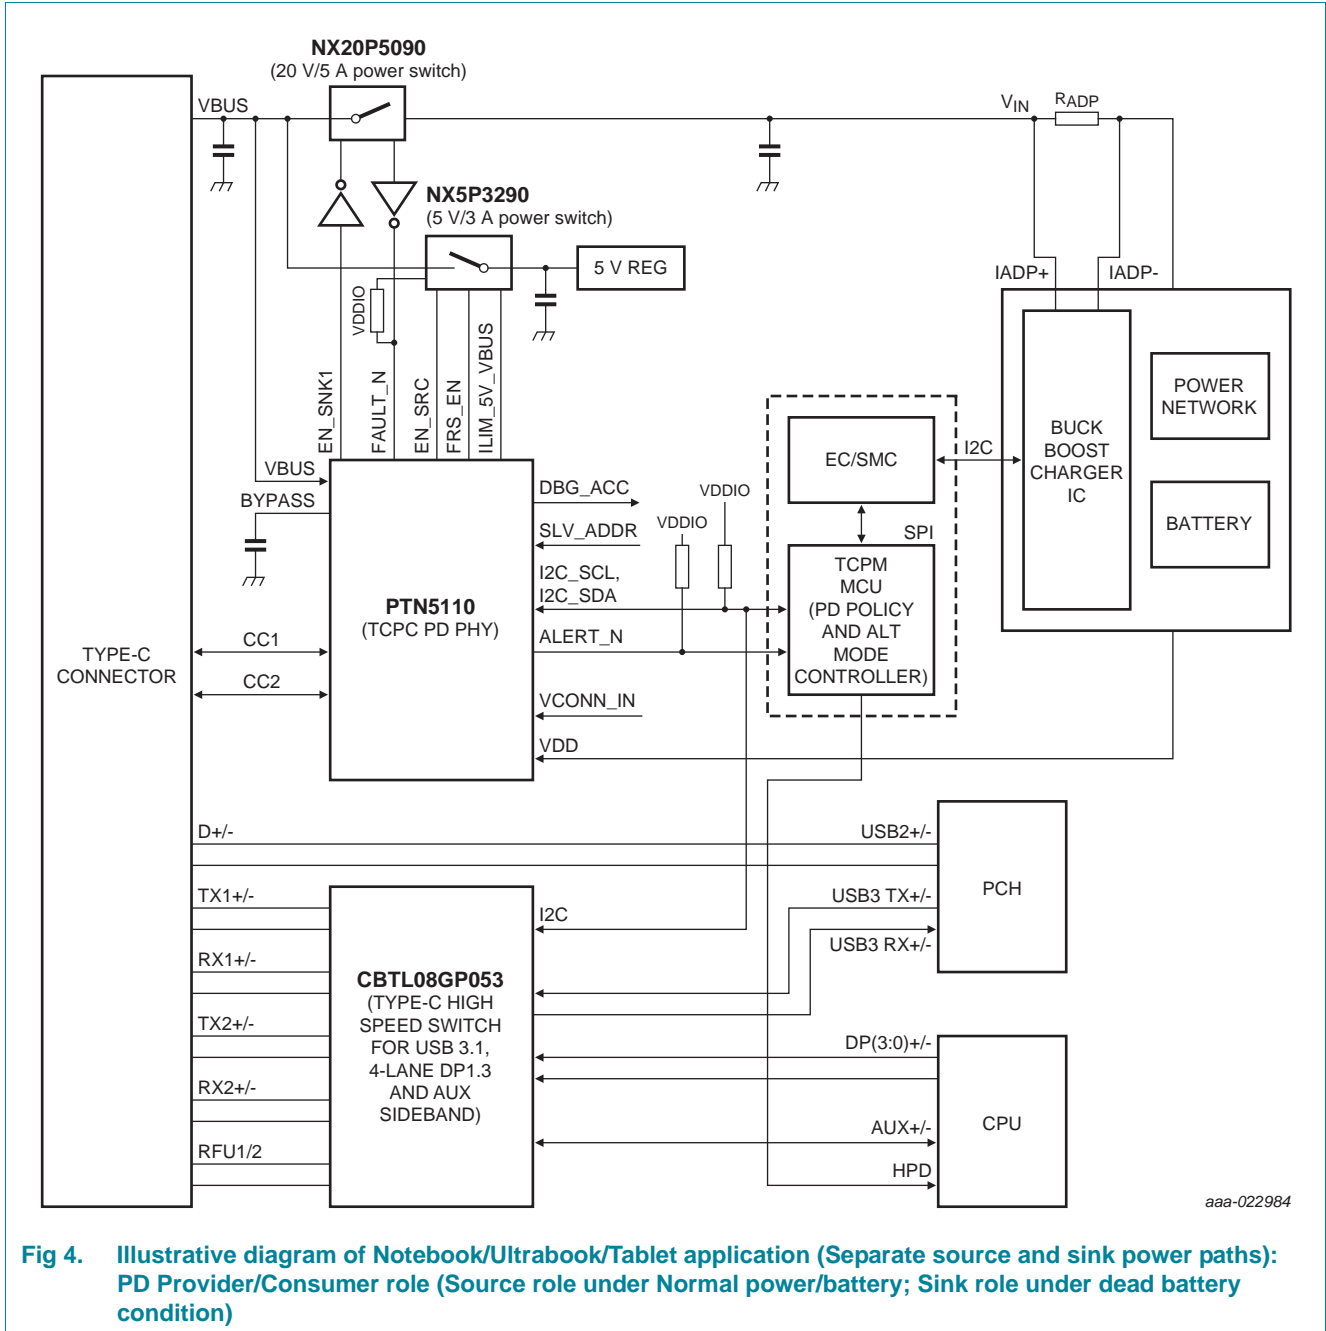 NX20P5090
(20 V/5 A power switch)
VBUS
VIN
RADP
NX5P3290
(5 V/3 A power switch)
5 V REG
IADP+
IADP-
VDDIO
EN_SNK1
FAULT_N
EN_SRC
FRS_EN
ILIM_5V_VBUS
POWER
NETWORK
BUCK
BOOST
CHARGER
IC
BATTERY
EC/SMC
I2C
SPI
TCPM
MCU
(PD POLICY
AND ALT
MODE
CONTROLLER)
VBUS
BYPASS
DBG_ACC
VDDIO
VDDIO
SLV_ADDR
I2C_SCL,
I2C_SDA
ALERT_N
PTN5110
(TCPC PD PHY)
TYPE-C
CONNECTOR
CC1
CC2
VCONN_IN
VDD
D+/-
USB2+/-
TX1+/-
I2C
USB3 TX+/-
PCH
USB3 RX+/-
RX1+/-
CBTL08GP053
(TYPE-C HIGH
SPEED SWITCH
FOR USB 3.1,
4-LANE DP1.3
AND AUX
SIDEBAND)
TX2+/-
DP(3:0)+/-
RX2+/-
AUX+/-
CPU
RFU1/2
HPD
aaa-022984
Fig 4. Illustrative diagram of Notebook/Ultrabook/Tablet application (Separate source and sink power paths):
PD Provider/Consumer role (Source role under Normal power/battery; Sink role under dead battery
condition)